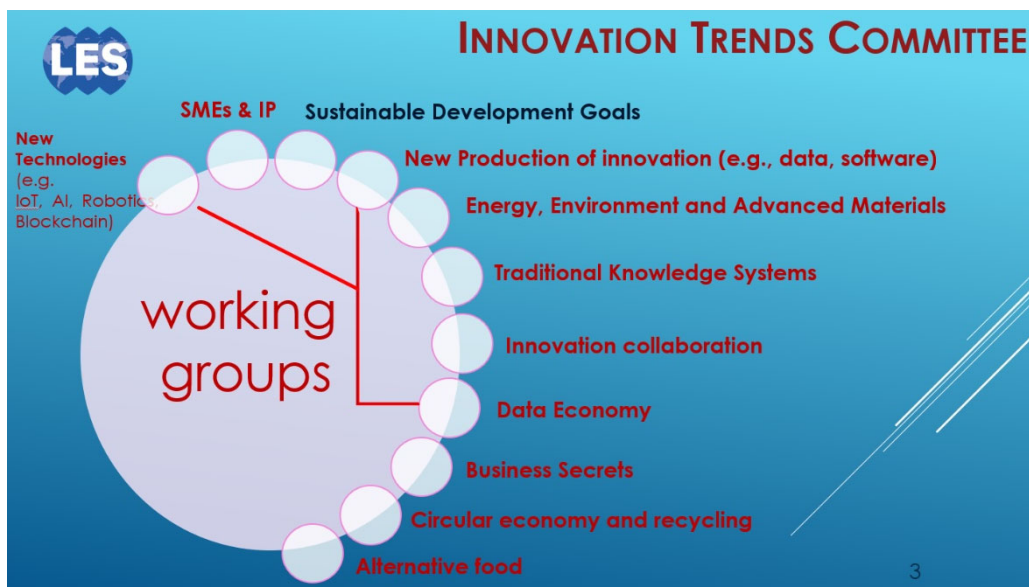 INNOVATION TRENDS COMMITTEE
LES
SMEs & IP
Sustainable Development Goals
New
Technologies
(e.g.
IoT, AI, Robotics,
Blockchain)
New Production of innovation (e.g., data, software)
Energy, Environment and Advanced Materials
Traditional Knowledge Systems
working
groups
Innovation collaboration
Data Economy
Business Secrets
Circular economy and recycling
Alternative food
3